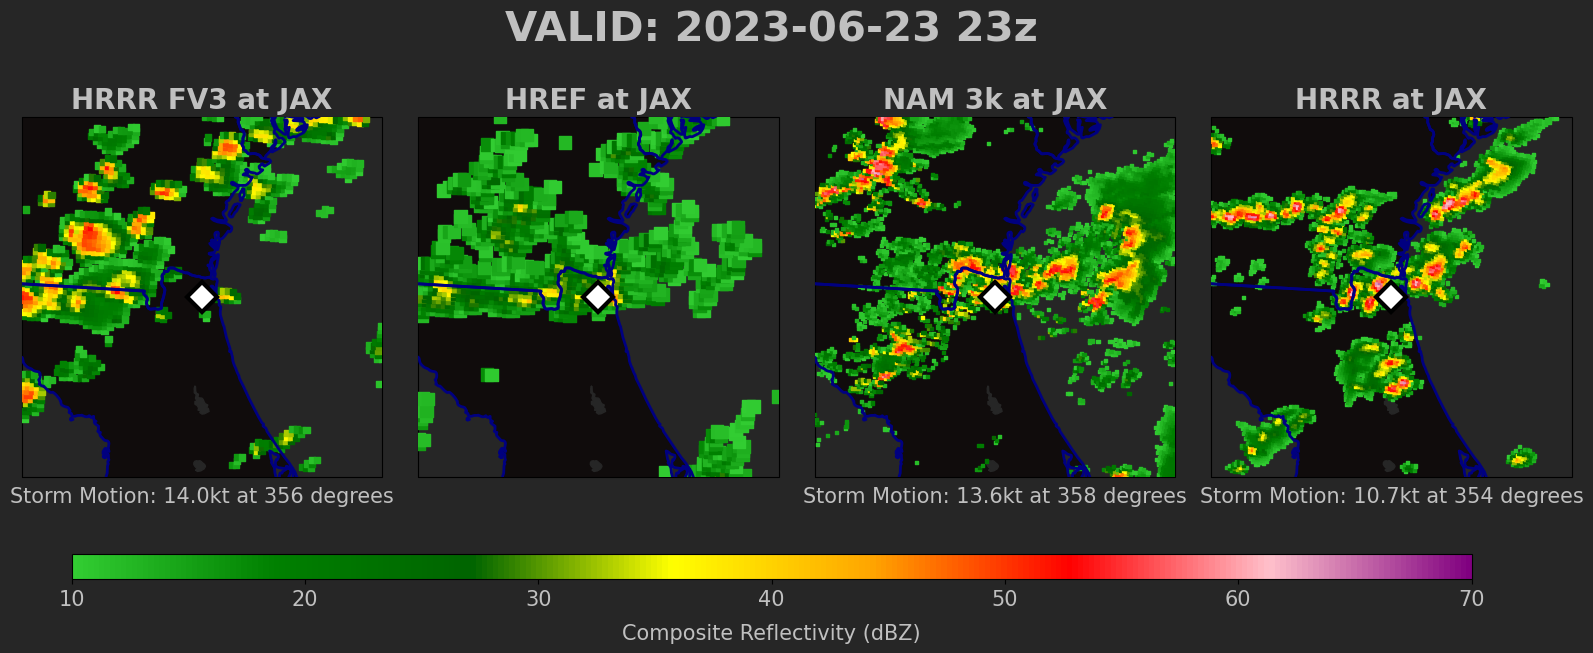 VALID: 2023-06-23 23z
HRRR FV3 at JAX
HREF at JAX
NAM 3k at JAX
HRRR at JAX
Storm Motion: 14.0kt at 356 degrees
Storm Motion: 13.6kt at 358 degrees
Storm Motion: 10.7kt at 354 degrees
10 20 30 40 50 60 70
Composite Reflectivity (dBZ)